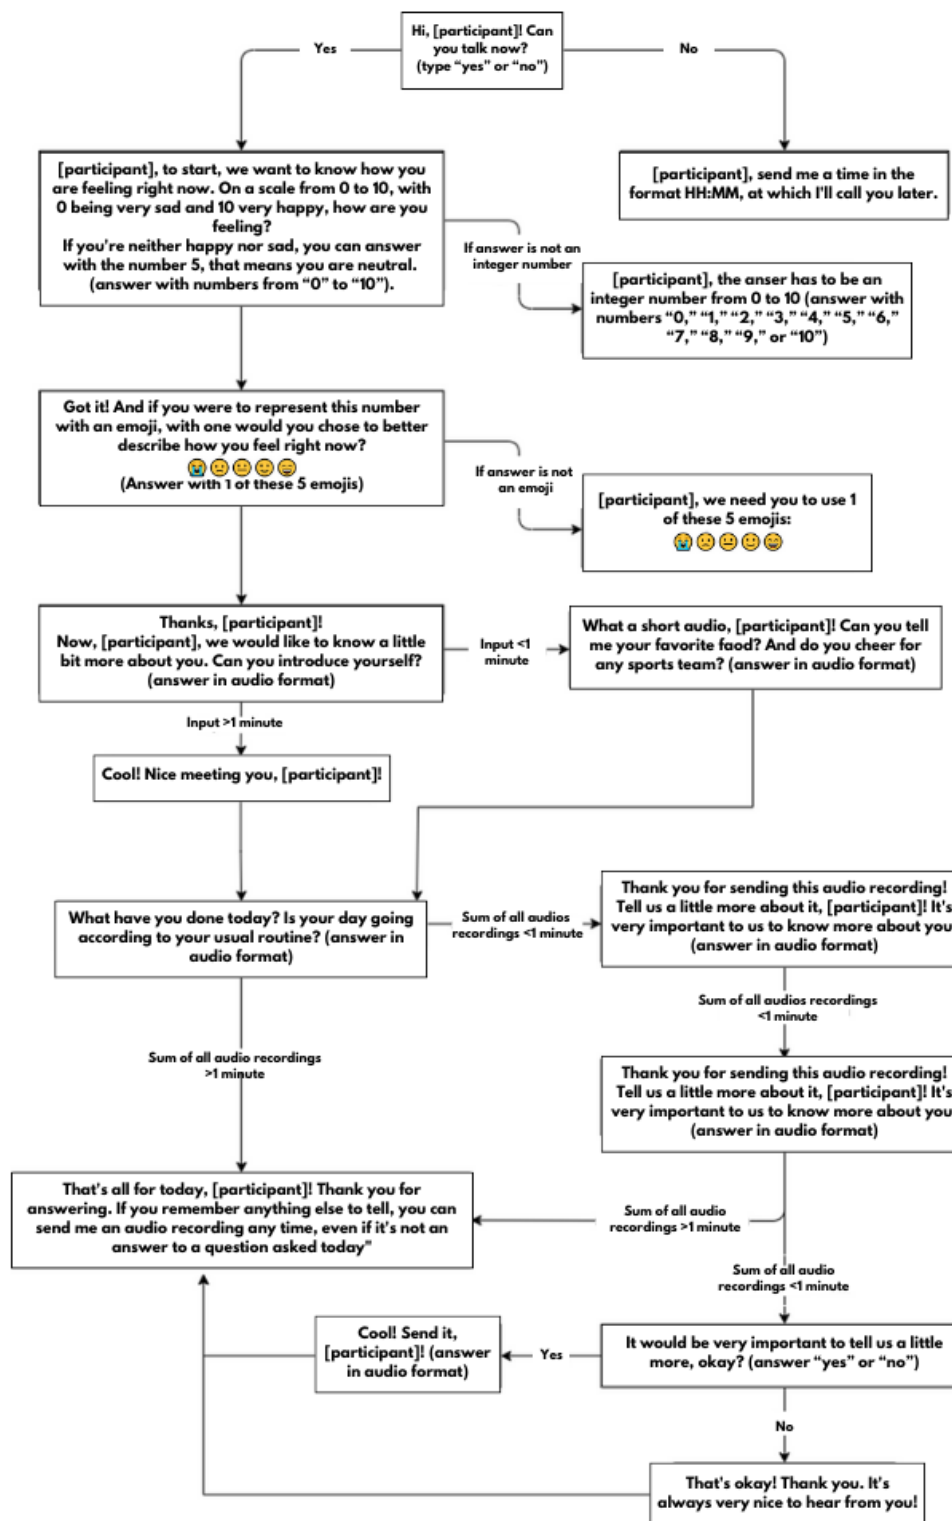 Hi, [participant]! Can
you talk now?
(type “yes” or “no”)
Yes
No
[participant], to start, we want to know how you
are feeling right now. On a scale from 0 to 10, with
0 being very sad and 10 very happy, how are you
feeling?
If you're neither happy nor sad, you can answer
with the number 5, that means you are neutral.
(answer with numbers from “0” to “10”).
[participant], send me a time in the
format HH:MM, at which I'll call you later.
If answer is not an
integer number
[participant], the anser has to be an
integer number from 0 to 10 (answer with
numbers “0,” “1,” “2,” “3,” “4,” “5,” “6,”
“7,” “8,” “9,” or “10”)
Got it! And if you were to represent this number
with an emoji, with one would you chose to better
describe how you feel right now?
😭🙁😐🙂😄
(Answer with 1 of these 5 emojis)
If answer is not
an emoji
[participant], we need you to use 1
of these 5 emojis:
😭🙁😐🙂😄
Thanks, [participant]!
Now, [participant], we would like to know a little
bit more about you. Can you introduce yourself?
(answer in audio format)
Input <1
minute
What a short audio, [participant]! Can you tell
me your favorite faod? And do you cheer for
any sports team? (answer in audio format)
Input >1 minute
Cool! Nice meeting you, [participant]!
What have you done today? Is your day going
according to your usual routine? (answer in
audio format)
Sum of all audios
recordings <1 minute
Thank you for sending this audio recording!
Tell us a little more about it, [participant]! It's
very important to us to know more about you
(answer in audio format)
Sum of all audios recordings
<1 minute
Sum of all audio recordings
>1 minute
Thank you for sending this audio recording!
Tell us a little more about it, [participant]! It's
very important to us to know more about you
(answer in audio format)
That's all for today, [participant]! Thank you for
answering. If you remember anything else to tell, you can
send me an audio recording any time, even if it's not an
answer to a question asked today"
Sum of all audio
recordings >1 minute
Sum of all audio
recordings <1 minute
Cool! Send it,
[participant]! (answer
in audio format)
Yes
It would be very important to tell us a little
more, okay? (answer “yes” or “no”)
No
That's okay! Thank you. It's
always very nice to hear from you!